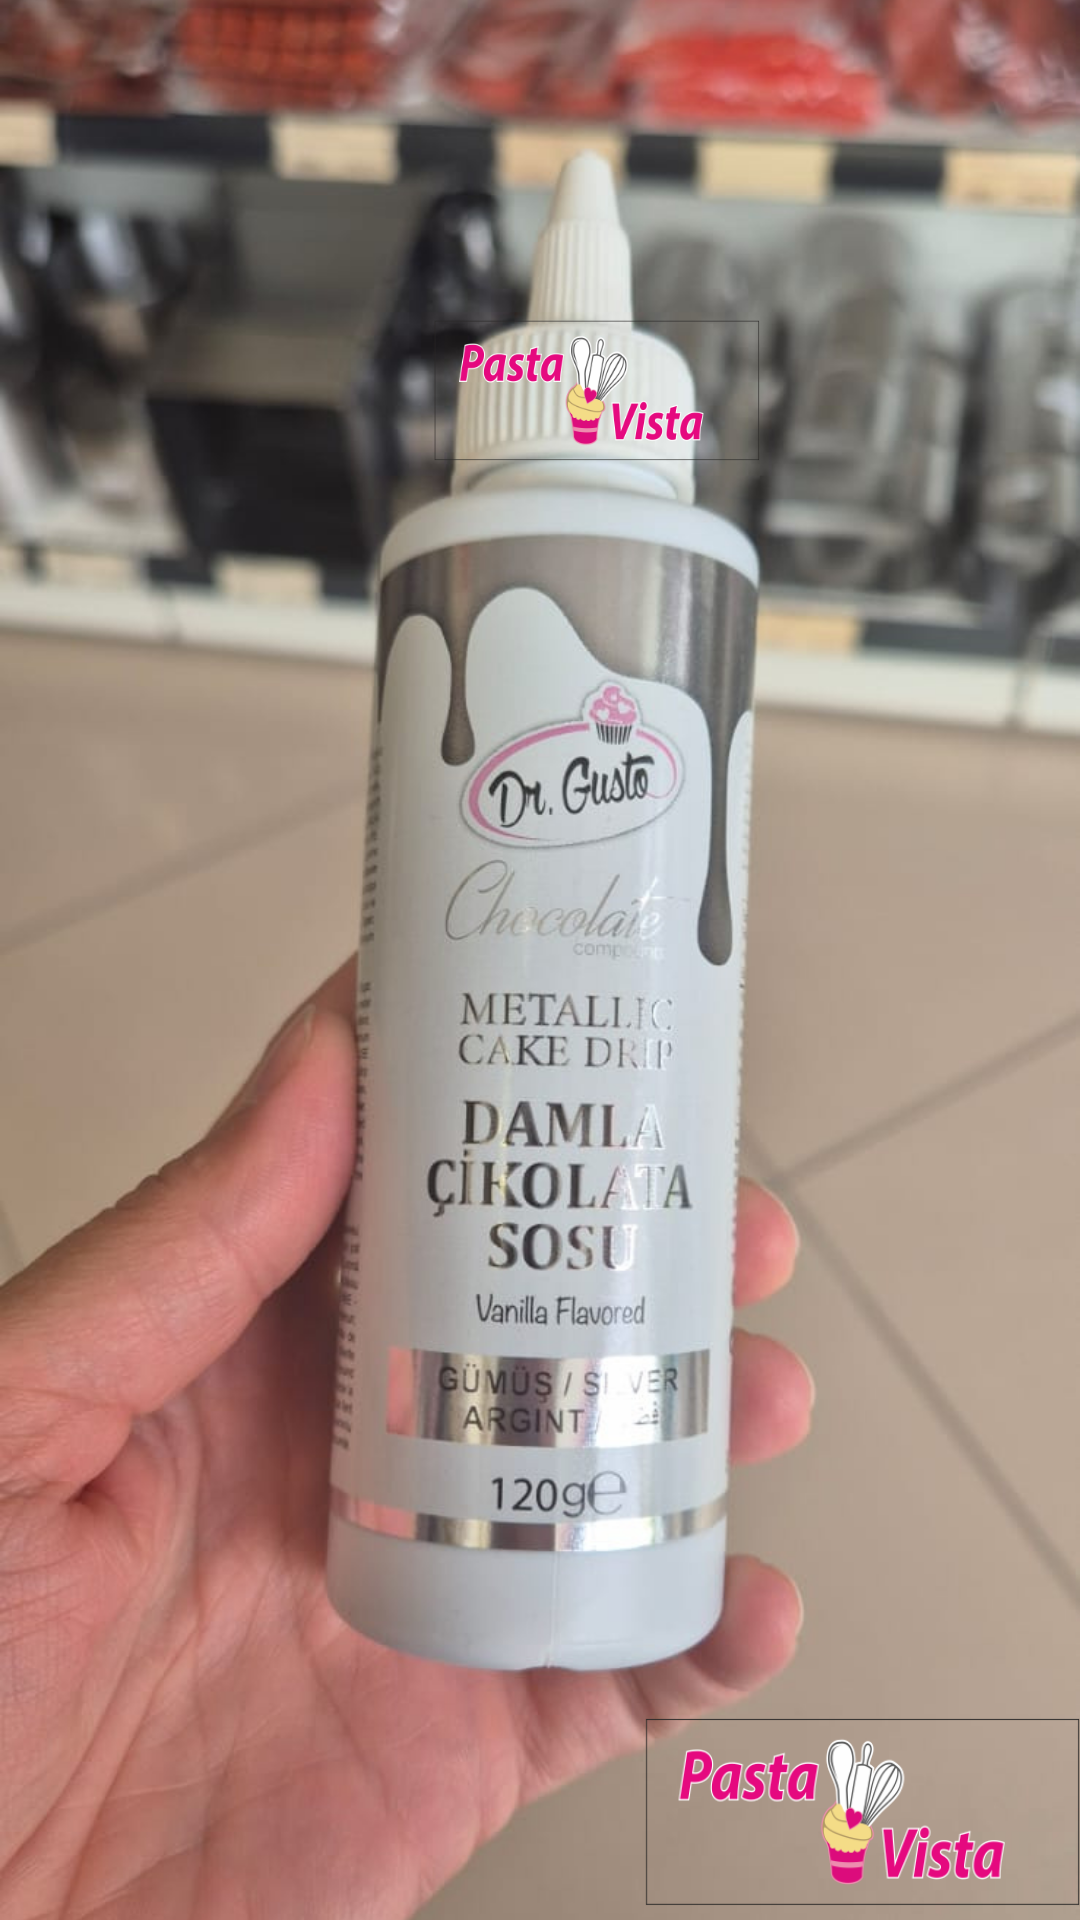 Pasta
Vista
Dr. Gusto
Chocolate
compound
METALLIC
CAKE DRIP
DAMLA
ÇİKOLATA
SOSU
Vanilla Flavored
GÜMÜŞ / SILVER
ARGINT /
120g℮
Pasta
Vista